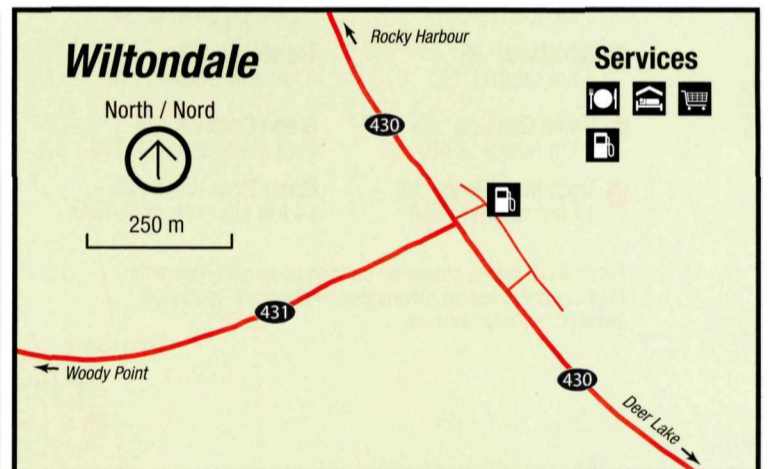 Rocky Harbour
Wiltondale
Services
North / Nord
430
250 m
431
Woody Point
430
Deer Lake